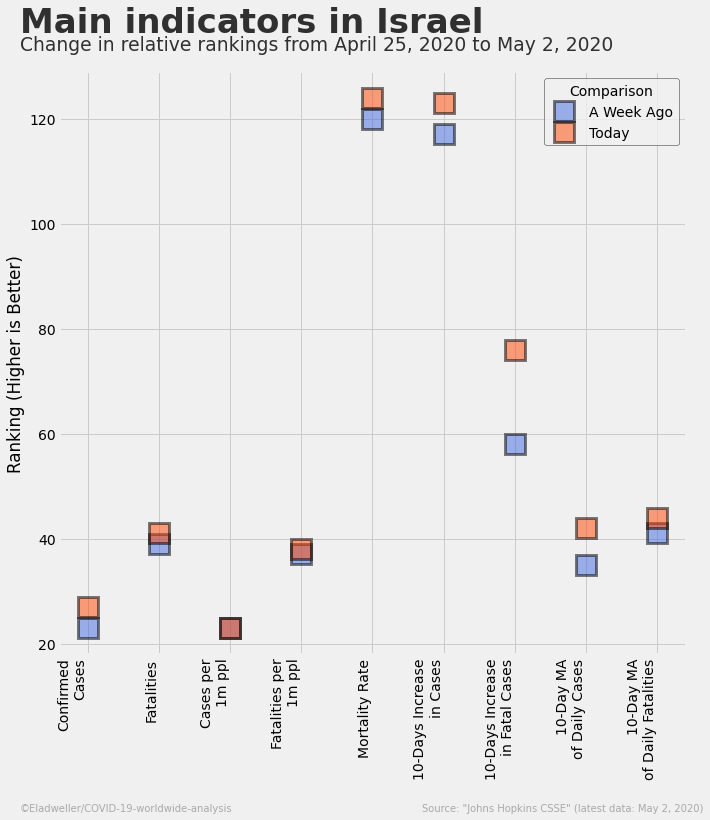 Main indicators in Israel
Change in relative rankings from April 25, 2020 to May 2, 2020
Comparison
A Week Ago
Today
Ranking (Higher is Better)
120
100
80
60
40
20
Confirmed
Cases
Fatalities
Cases per
1m ppl
Fatalities per
1m ppl
Mortality Rate
10-Days Increase
in Cases
10-Days Increase
in Fatal Cases
10-Day MA
of Daily Cases
10-Day MA
of Daily Fatalities
©Eladweller/COVID-19-worldwide-analysis
Source: "Johns Hopkins CSSE" (latest data: May 2, 2020)